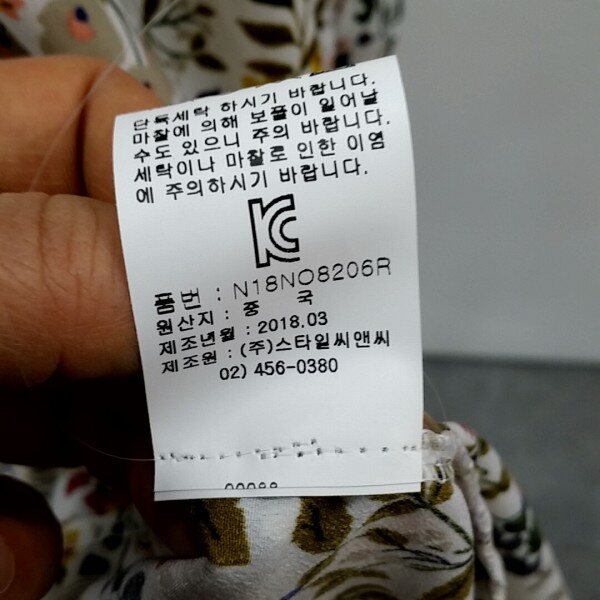 단독세탁 하시기 바랍니다.
마찰에 의해 보풀이 일어날
수도 있으니 주의 바랍니다.
세탁이나 마찰로 인한 이염
에 주의하시기 바랍니다.
KC
품번 : N18NO8206R
원산지 : 중 국
제조년월 : 2018.03
제조원 : (주)스타일씨앤씨
02) 456-0380